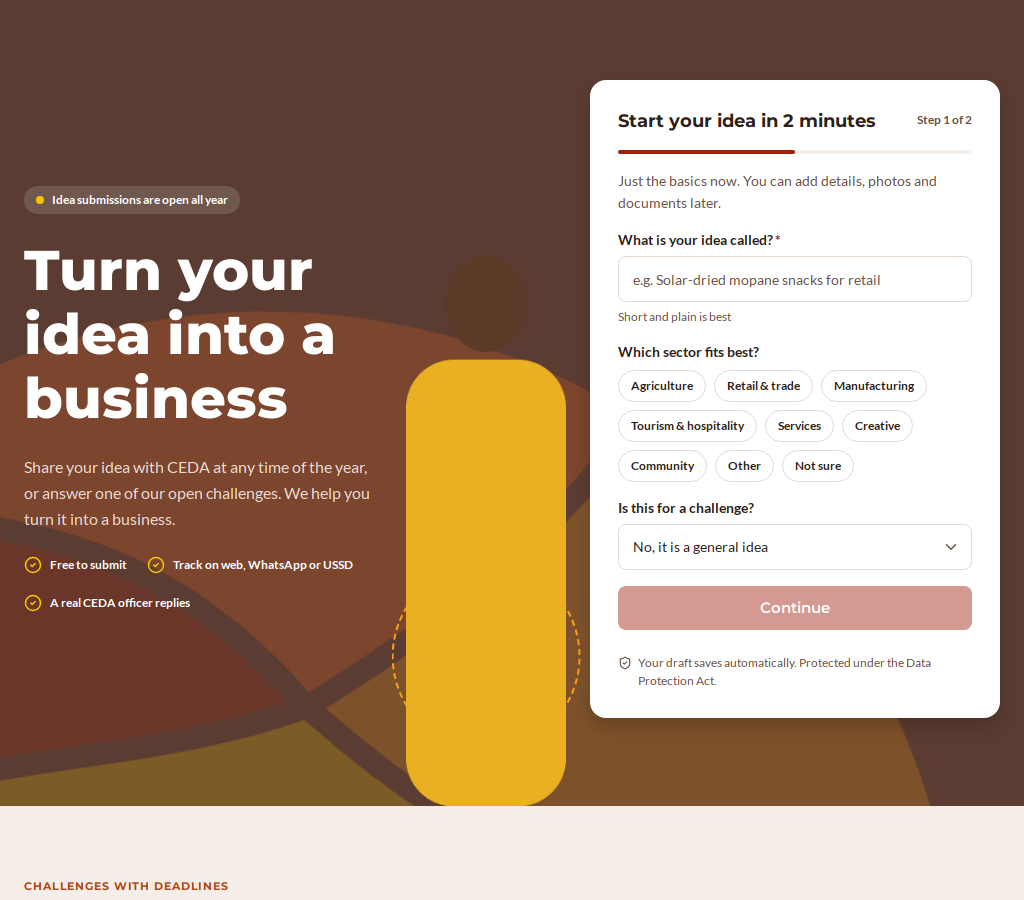 Idea submissions are open all year
Turn your
idea into a
business
Share your idea with CEDA at any time of the year,
or answer one of our open challenges. We help you
turn it into a business.
Free to submit
Track on web, WhatsApp or USSD
A real CEDA officer replies
Start your idea in 2 minutes
Step 1 of 2
Just the basics now. You can add details, photos and
documents later.
What is your idea called? *
e.g. Solar-dried mopane snacks for retail
Short and plain is best
Which sector fits best?
Agriculture
Retail & trade
Manufacturing
Tourism & hospitality
Services
Creative
Community
Other
Not sure
Is this for a challenge?
No, it is a general idea
Continue
Your draft saves automatically. Protected under the Data
Protection Act.
CHALLENGES WITH DEADLINES